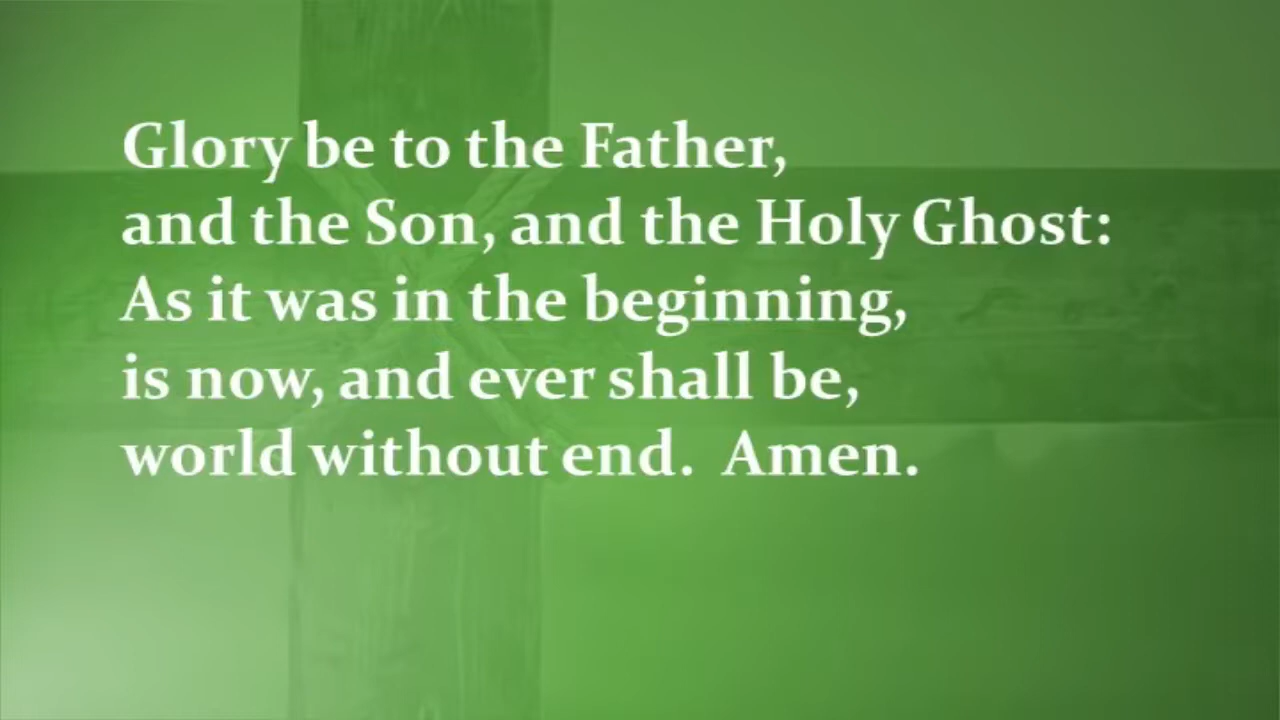 Glory be to the Father,
and the Son, and the Holy Ghost:
As it was in the beginning,
is now, and ever shall be,
world without end.  Amen.